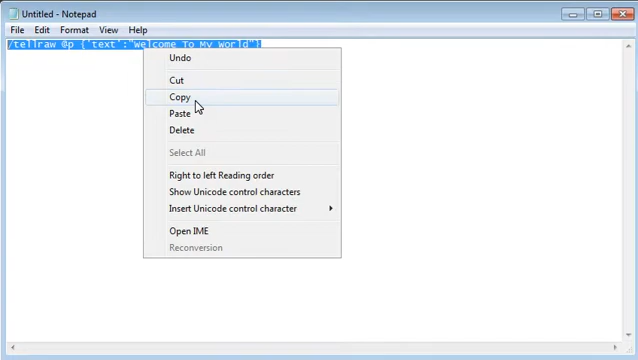 Untitled - Notepad
File Edit Format View Help
/tellraw @p {'text':"Welcome To My World"}
Undo
Cut
Copy
Paste
Delete
Select All
Right to left Reading order
Show Unicode control characters
Insert Unicode control character
Open IME
Reconversion